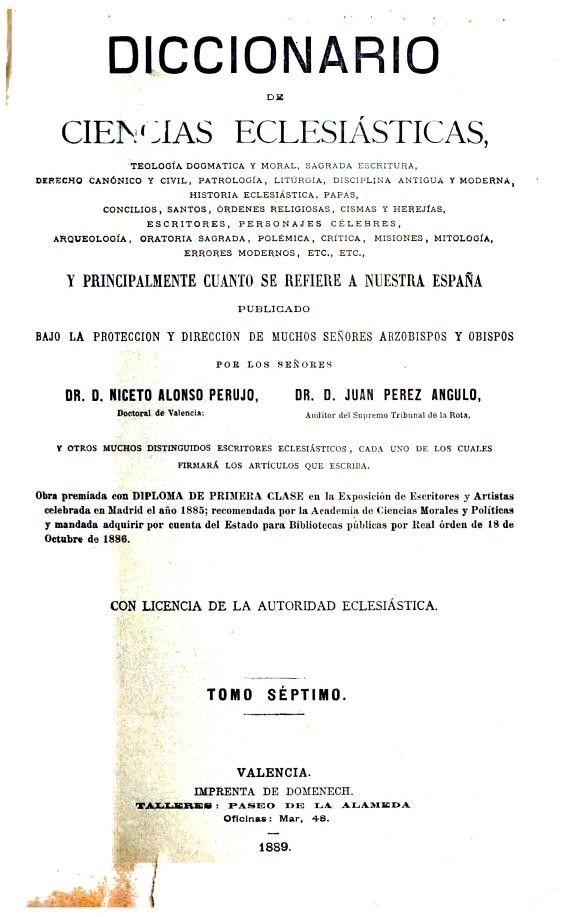 DICCIONARIO
DE
CIENCIAS ECLESIÁSTICAS,
TEOLOGÍA DOGMATICA Y MORAL, SAGRADA ESCRITURA,
DERECHO CANÓNICO Y CIVIL, PATROLOGÍA, LITÚRGIA, DISCIPLINA ANTIGUA Y MODERNA,
HISTORIA ECLESIÁSTICA, PAPAS,
CONCILIOS, SANTOS, ÓRDENES RELIGIOSAS, CISMAS Y HEREJÍAS,
ESCRITORES, PERSONAJES CÉLEBRES,
ARQUEOLOGÍA, ORATORIA SAGRADA, POLÉMICA, CRÍTICA, MISIONES, MITOLOGÍA,
ERRORES MODERNOS, ETC., ETC.,
Y PRINCIPALMENTE CUANTO SE REFIERE A NUESTRA ESPAÑA
PUBLICADO
BAJO LA PROTECCION Y DIRECCION DE MUCHOS SEÑORES ARZOBISPOS Y OBISPOS
POR LOS SEÑORES
DR. D. NICETO ALONSO PERUJO, DR. D. JUAN PEREZ ANGULO,
Doctoral de Valencia; Auditor del Supremo Tribunal de la Rota,
Y OTROS MUCHOS DISTINGUIDOS ESCRITORES ECLESIÁSTICOS, CADA UNO DE LOS CUALES
FIRMARÁ LOS ARTÍCULOS QUE ESCRIBA.
Obra premiada con DIPLOMA DE PRIMERA CLASE en la Exposición de Escritores y Artistas
celebrada en Madrid el año 1885; recomendada por la Academia de Ciencias Morales y Políticas
y mandada adquirir por cuenta del Estado para Bibliotecas públicas por Real órden de 18 de
Octubre de 1886.
CON LICENCIA DE LA AUTORIDAD ECLESIÁSTICA.
TOMO SÉPTIMO.
VALENCIA.
IMPRENTA DE DOMENECH.
TALLERES: PASEO DE LA ALAMEDA
Oficinas: Mar, 48.
1889.